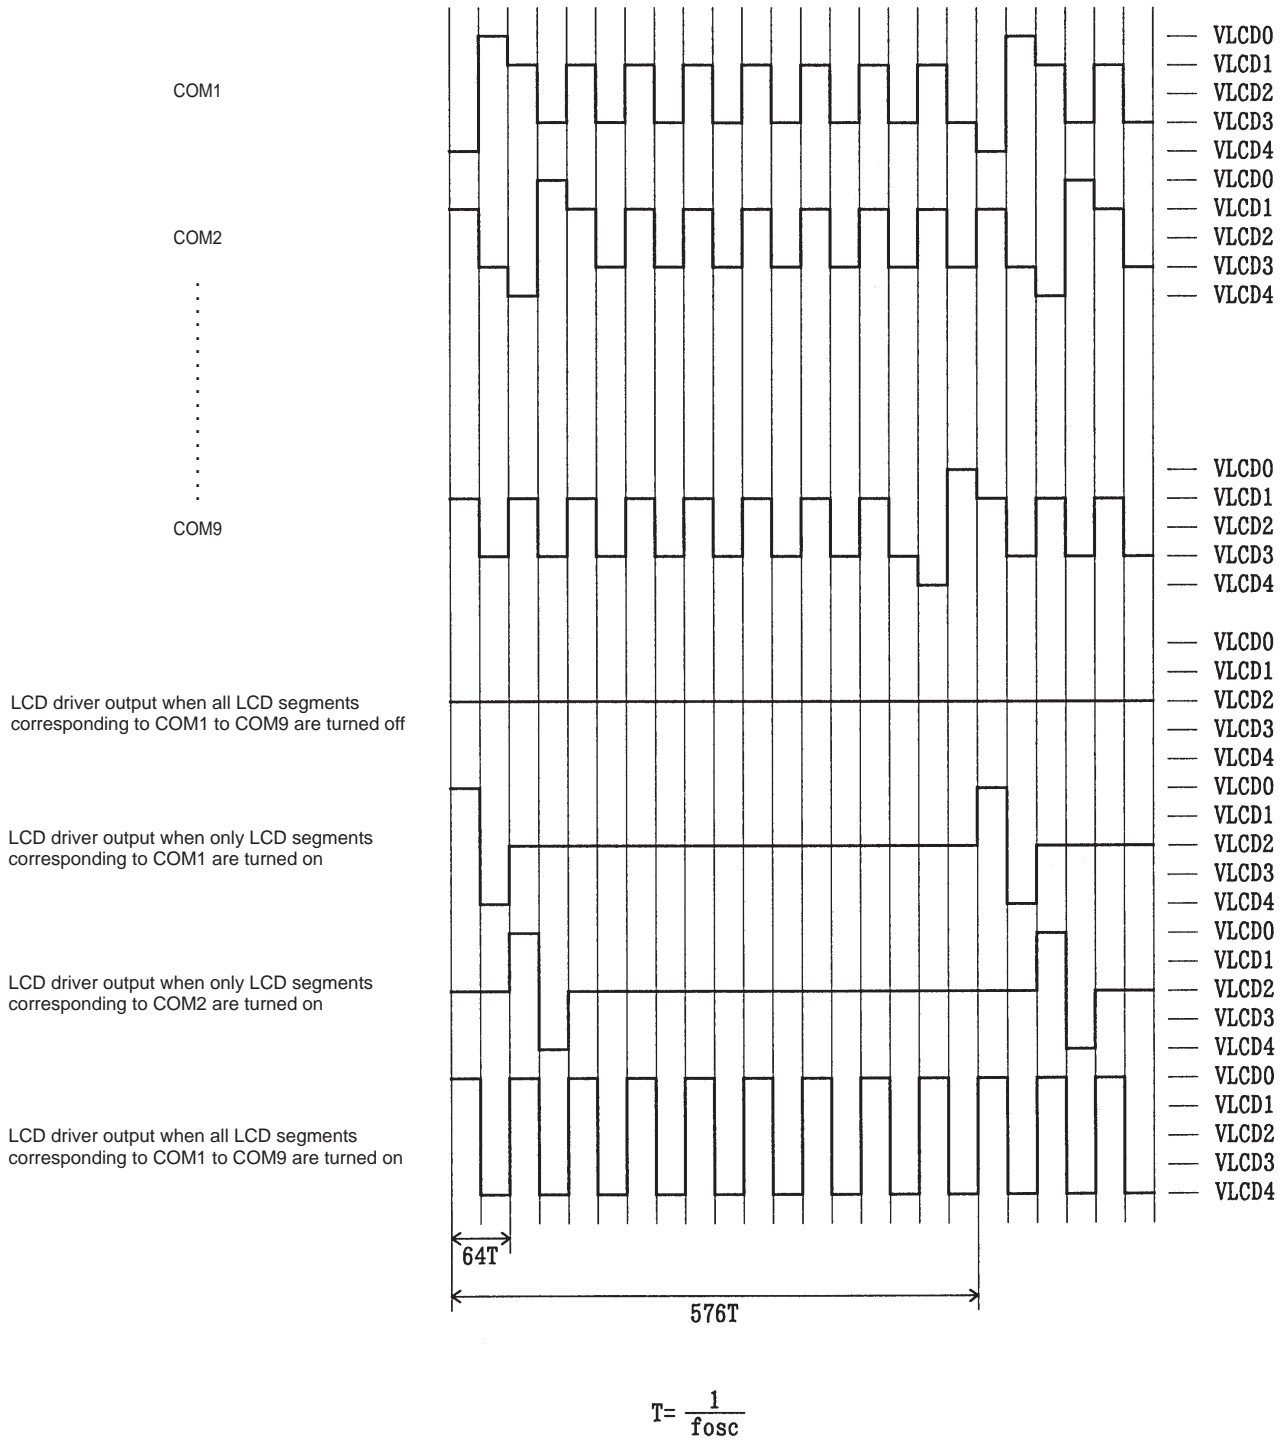 VLCD0
VLCD1
COM1
VLCD2
VLCD3
VLCD4
VLCD0
VLCD1
COM2
VLCD2
VLCD3
VLCD4
VLCD0
VLCD1
COM9
VLCD2
VLCD3
VLCD4
VLCD0
VLCD1
LCD driver output when all LCD segments
corresponding to COM1 to COM9 are turned off
VLCD2
VLCD3
VLCD4
VLCD0
VLCD1
LCD driver output when only LCD segments
corresponding to COM1 are turned on
VLCD2
VLCD3
VLCD4
VLCD0
VLCD1
LCD driver output when only LCD segments
corresponding to COM2 are turned on
VLCD2
VLCD3
VLCD4
VLCD0
VLCD1
LCD driver output when all LCD segments
corresponding to COM1 to COM9 are turned on
VLCD2
VLCD3
VLCD4
64T
576T
T= 1
fosc